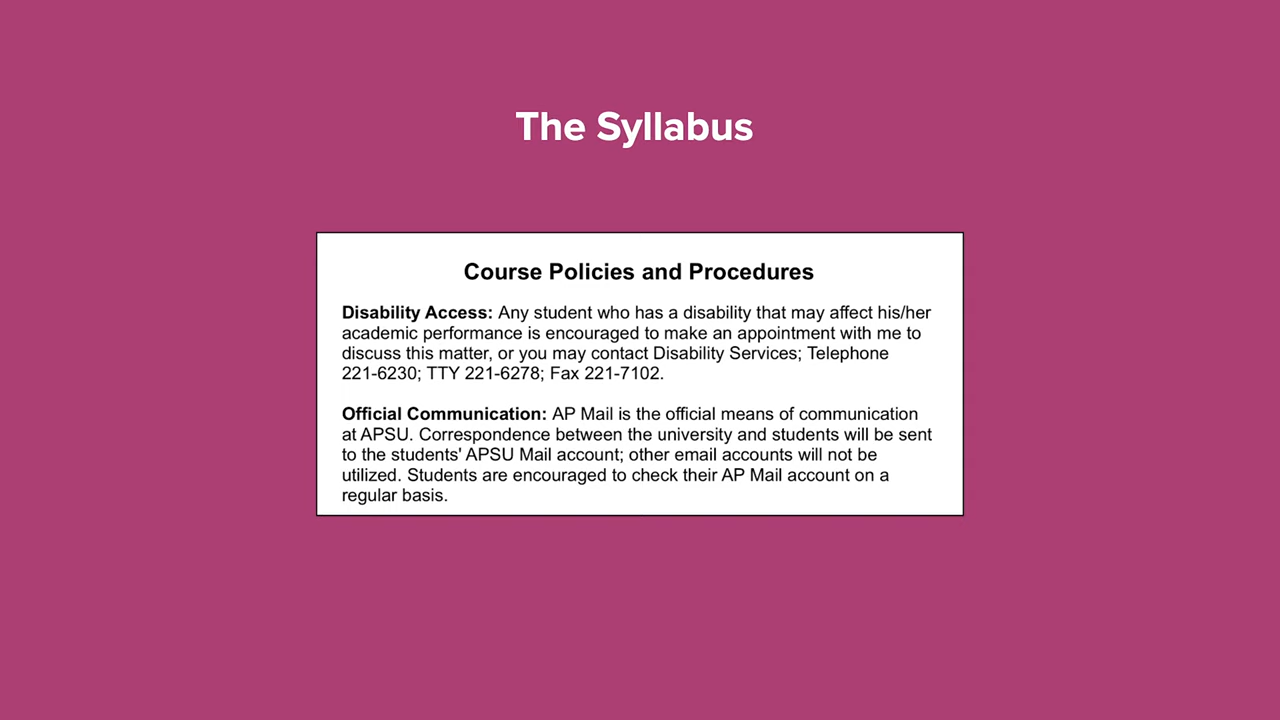 The Syllabus
Course Policies and Procedures
Disability Access: Any student who has a disability that may affect his/her
academic performance is encouraged to make an appointment with me to
discuss this matter, or you may contact Disability Services; Telephone
221-6230; TTY 221-6278; Fax 221-7102.
Official Communication: AP Mail is the official means of communication
at APSU. Correspondence between the university and students will be sent
to the students' APSU Mail account; other email accounts will not be
utilized. Students are encouraged to check their AP Mail account on a
regular basis.